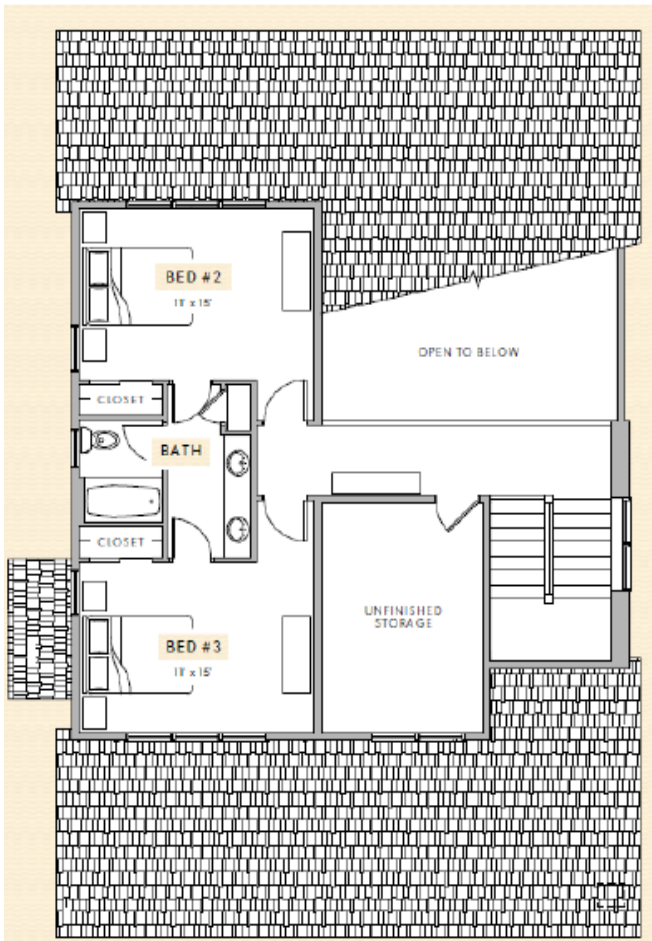 BED #2
11' x 15'
OPEN TO BELOW
CLOSET
BATH
CLOSET
UNFINISHED
STORAGE
BED #3
11' x 15'